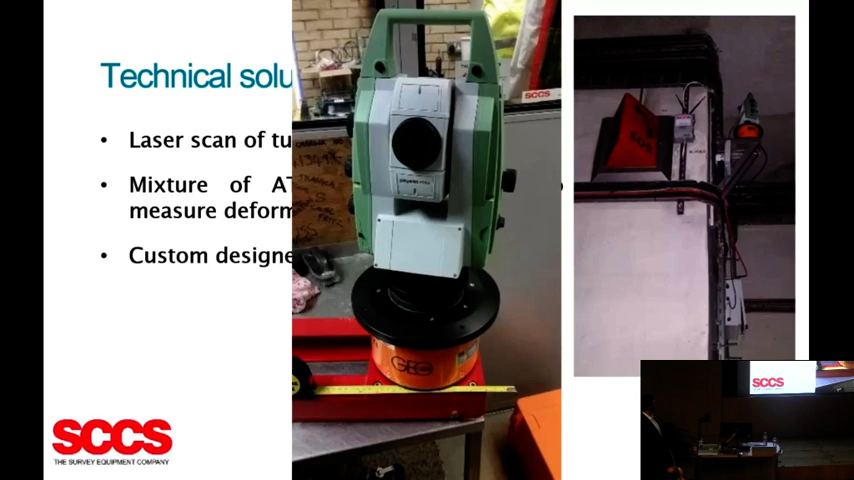 Technical solu
• Laser scan of tu
• Mixture of AT
measure deform
• Custom designe
SCCS
THE SURVEY EQUIPMENT COMPANY
SCCS
GEO
SOS
SCCS